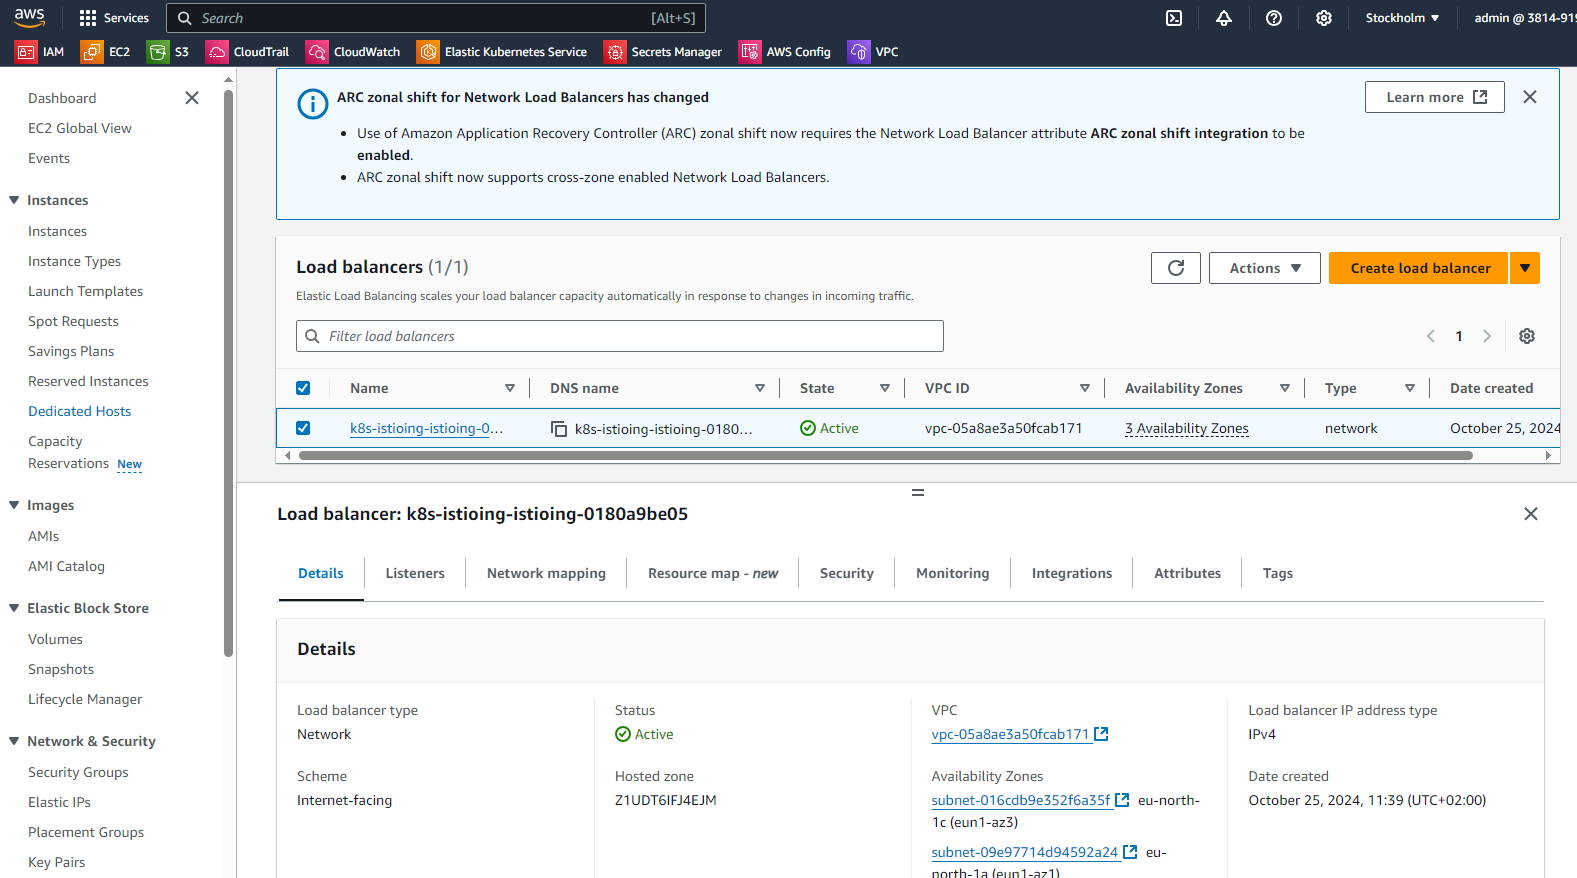 aws
Services
Search
[Alt+S]
Stockholm
admin @ 3814-919
IAM
EC2
S3
CloudTrail
CloudWatch
Elastic Kubernetes Service
Secrets Manager
AWS Config
VPC
Dashboard
EC2 Global View
Events
Instances
Instances
Instance Types
Launch Templates
Spot Requests
Savings Plans
Reserved Instances
Dedicated Hosts
Capacity
Reservations New
Images
AMIs
AMI Catalog
Elastic Block Store
Volumes
Snapshots
Lifecycle Manager
Network & Security
Security Groups
Elastic IPs
Placement Groups
Key Pairs
ARC zonal shift for Network Load Balancers has changed
Learn more
• Use of Amazon Application Recovery Controller (ARC) zonal shift now requires the Network Load Balancer attribute ARC zonal shift integration to be
enabled.
• ARC zonal shift now supports cross-zone enabled Network Load Balancers.
Load balancers (1/1)
Actions
Create load balancer
Elastic Load Balancing scales your load balancer capacity automatically in response to changes in incoming traffic.
Filter load balancers
1
Name
DNS name
State
VPC ID
Availability Zones
Type
Date created
k8s-istioing-istioing-0...
k8s-istioing-istioing-0180...
Active
vpc-05a8ae3a50fcab171
3 Availability Zones
network
October 25, 2024
Load balancer: k8s-istioing-istioing-0180a9be05
Details
Listeners
Network mapping
Resource map - new
Security
Monitoring
Integrations
Attributes
Tags
Details
Load balancer type
Network
Status
Active
VPC
vpc-05a8ae3a50fcab171
Load balancer IP address type
IPv4
Scheme
Internet-facing
Hosted zone
Z1UDT6IFJ4EJM
Availability Zones
subnet-016cdb9e352f6a35f eu-north-
1c (eun1-az3)
subnet-09e97714d94592a24 eu-
north-1a (eun1-az1)
Date created
October 25, 2024, 11:39 (UTC+02:00)